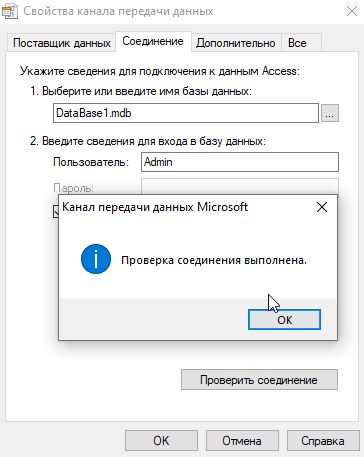 Свойства канала передачи данных
Поставщик данных
Соединение
Дополнительно
Все
Укажите сведения для подключения к данным Access:
1. Выберите или введите имя базы данных:
DataBase1.mdb
...
2. Введите сведения для входа в базу данных:
Пользователь:
Admin
Пароль:
Канал передачи данных Microsoft
Проверка соединения выполнена.
OK
Проверить соединение
OK
Отмена
Справка